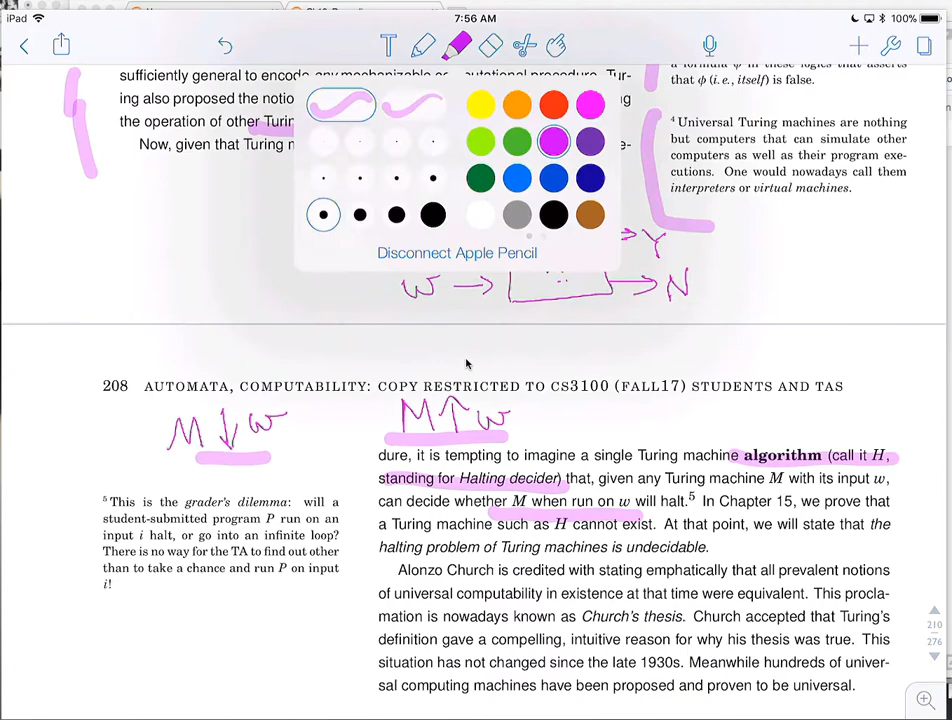 iPad
7:56 AM
100%
T
sufficiently general to encode any mechanizable
putational procedure. Tur-
ing also proposed the notio
ng
the operation of other Turin
Now, given that Turing
e-
a formula ϕ in these logics that asserts
that ϕ (i.e., itself) is false.
4 Universal Turing machines are nothing
but computers that can simulate other
computers as well as their program exe-
cutions. One would nowadays call them
interpreters or virtual machines.
Disconnect Apple Pencil
Y
w → → N
208 AUTOMATA, COMPUTABILITY: COPY RESTRICTED TO CS3100 (FALL17) STUDENTS AND TAS
M↓w M↑w
dure, it is tempting to imagine a single Turing machine algorithm (call it H,
standing for Halting decider) that, given any Turing machine M with its input w,
can decide whether M when run on w will halt.5 In Chapter 15, we prove that
a Turing machine such as H cannot exist. At that point, we will state that the
halting problem of Turing machines is undecidable.
5 This is the grader's dilemma: will a
student-submitted program P run on an
input i halt, or go into an infinite loop?
There is no way for the TA to find out other
than to take a chance and run P on input
i!
Alonzo Church is credited with stating emphatically that all prevalent notions
of universal computability in existence at that time were equivalent. This procla-
mation is nowadays known as Church's thesis. Church accepted that Turing's
definition gave a compelling, intuitive reason for why his thesis was true. This
situation has not changed since the late 1930s. Meanwhile hundreds of univer-
sal computing machines have been proposed and proven to be universal.
210
276